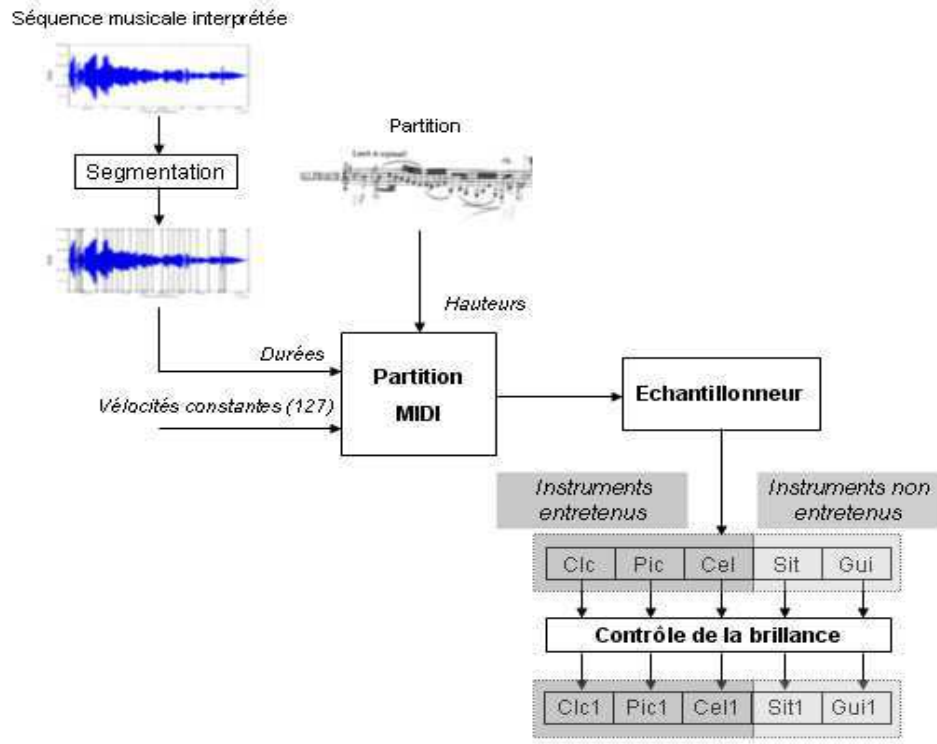 Séquence musicale interprétée
Segmentation
Partition
Hauteurs
Durées
Vélocités constantes (127)
Partition
MIDI
Echantillonneur
Instruments
entretenus
Instruments non
entretenus
Clc Pic Cel Sit Gui
Contrôle de la brillance
Clc1 Pic1 Cel1 Sit1 Gui1